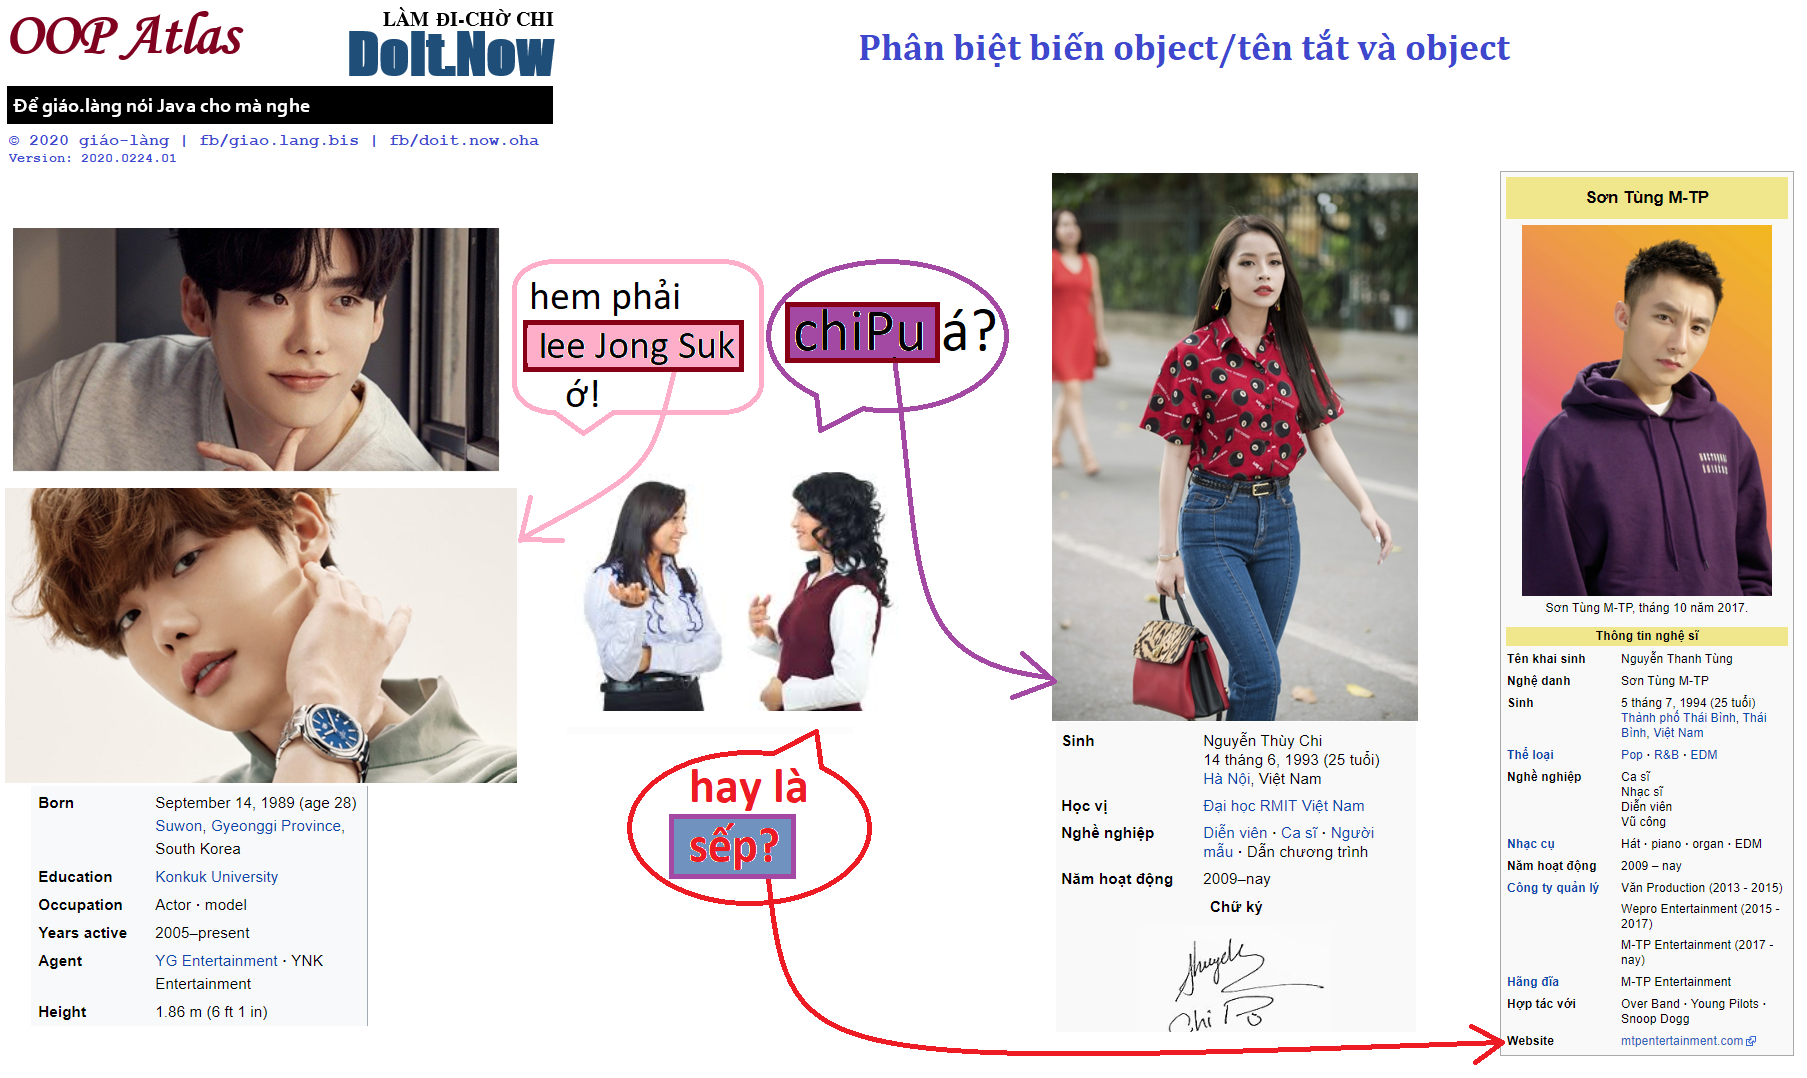 OOP Atlas
LÀM ĐI-CHỜ CHI
DoIt.Now
Để giáo.làng nói Java cho mà nghe
© 2020 giáo-làng | fb/giao.lang.bis | fb/doit.now.oha
Version: 2020.0224.01
Phân biệt biến object/tên tắt và object
hem phải
lee Jong Suk
ớ!
chiPu á?
hay là
sếp?
Born September 14, 1989 (age 28)
Suwon, Gyeonggi Province,
South Korea
Education Konkuk University
Occupation Actor · model
Years active 2005–present
Agent YG Entertainment · YNK
Entertainment
Height 1.86 m (6 ft 1 in)
Sinh Nguyễn Thùy Chi
14 tháng 6, 1993 (25 tuổi)
Hà Nội, Việt Nam
Học vị Đại học RMIT Việt Nam
Nghề nghiệp Diễn viên · Ca sĩ · Người
mẫu · Dẫn chương trình
Năm hoạt động 2009–nay
Chữ ký
Chi Pu
Sơn Tùng M-TP
Sơn Tùng M-TP, tháng 10 năm 2017.
Thông tin nghệ sĩ
Tên khai sinh Nguyễn Thanh Tùng
Nghệ danh Sơn Tùng M-TP
Sinh 5 tháng 7, 1994 (25 tuổi)
Thành phố Thái Bình, Thái
Bình, Việt Nam
Thể loại Pop · R&B · EDM
Nghề nghiệp Ca sĩ
Nhạc sĩ
Diễn viên
Vũ công
Nhạc cụ Hát · piano · organ · EDM
Năm hoạt động 2009 – nay
Công ty quản lý Văn Production (2013 - 2015)
Wepro Entertainment (2015 -
2017)
M-TP Entertainment (2017 -
nay)
Hãng đĩa M-TP Entertainment
Hợp tác với Over Band · Young Pilots ·
Snoop Dogg
Website mtpentertainment.com